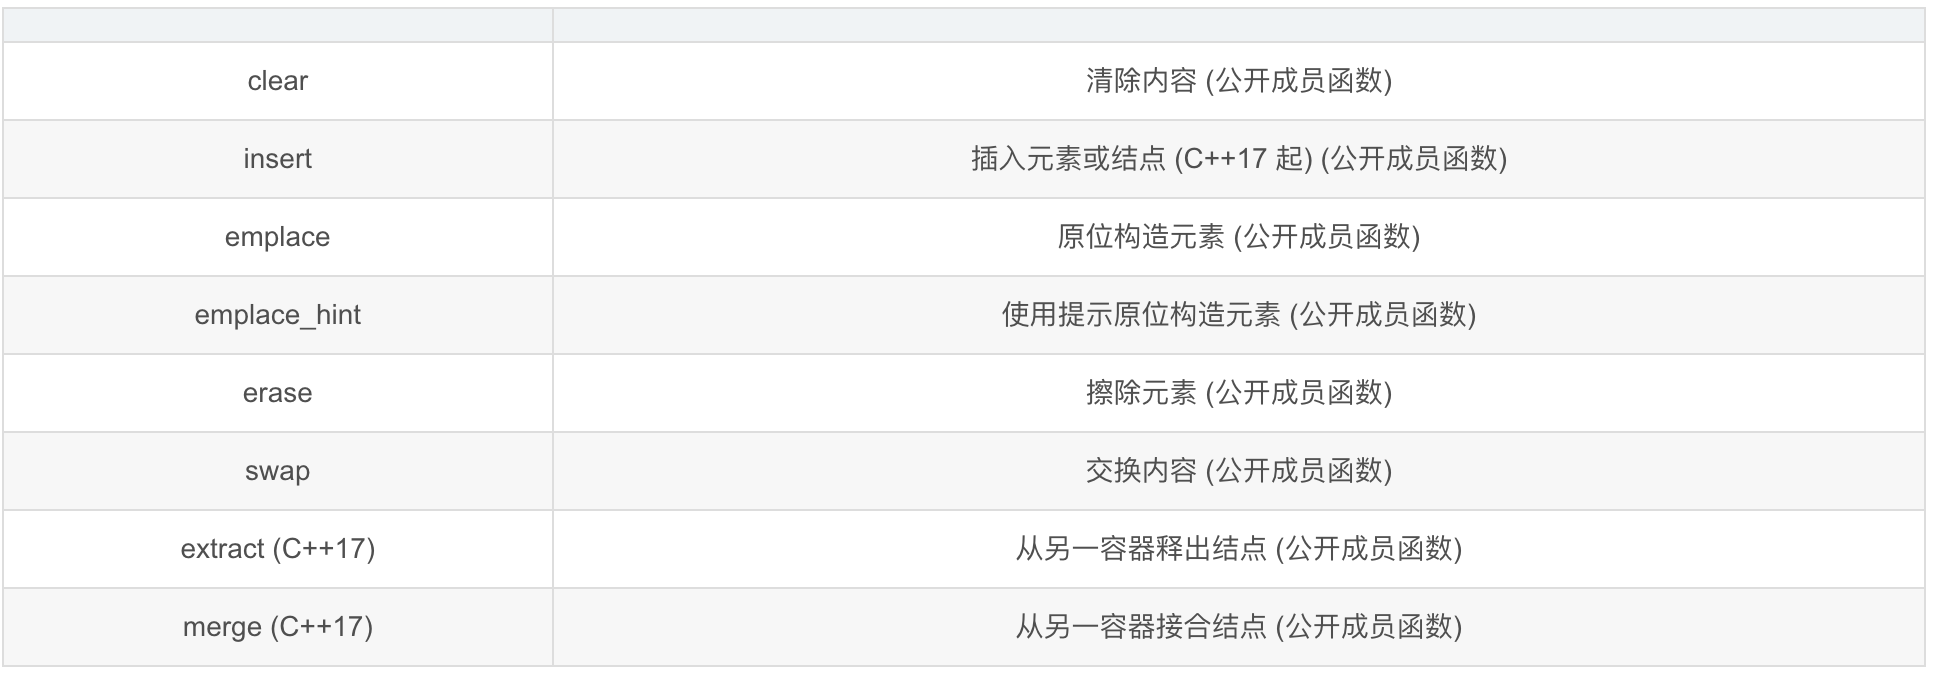 clear 清除内容 (公开成员函数)
insert 插入元素或结点 (C++17 起) (公开成员函数)
emplace 原位构造元素 (公开成员函数)
emplace_hint 使用提示原位构造元素 (公开成员函数)
erase 擦除元素 (公开成员函数)
swap 交换内容 (公开成员函数)
extract (C++17) 从另一容器释出结点 (公开成员函数)
merge (C++17) 从另一容器接合结点 (公开成员函数)